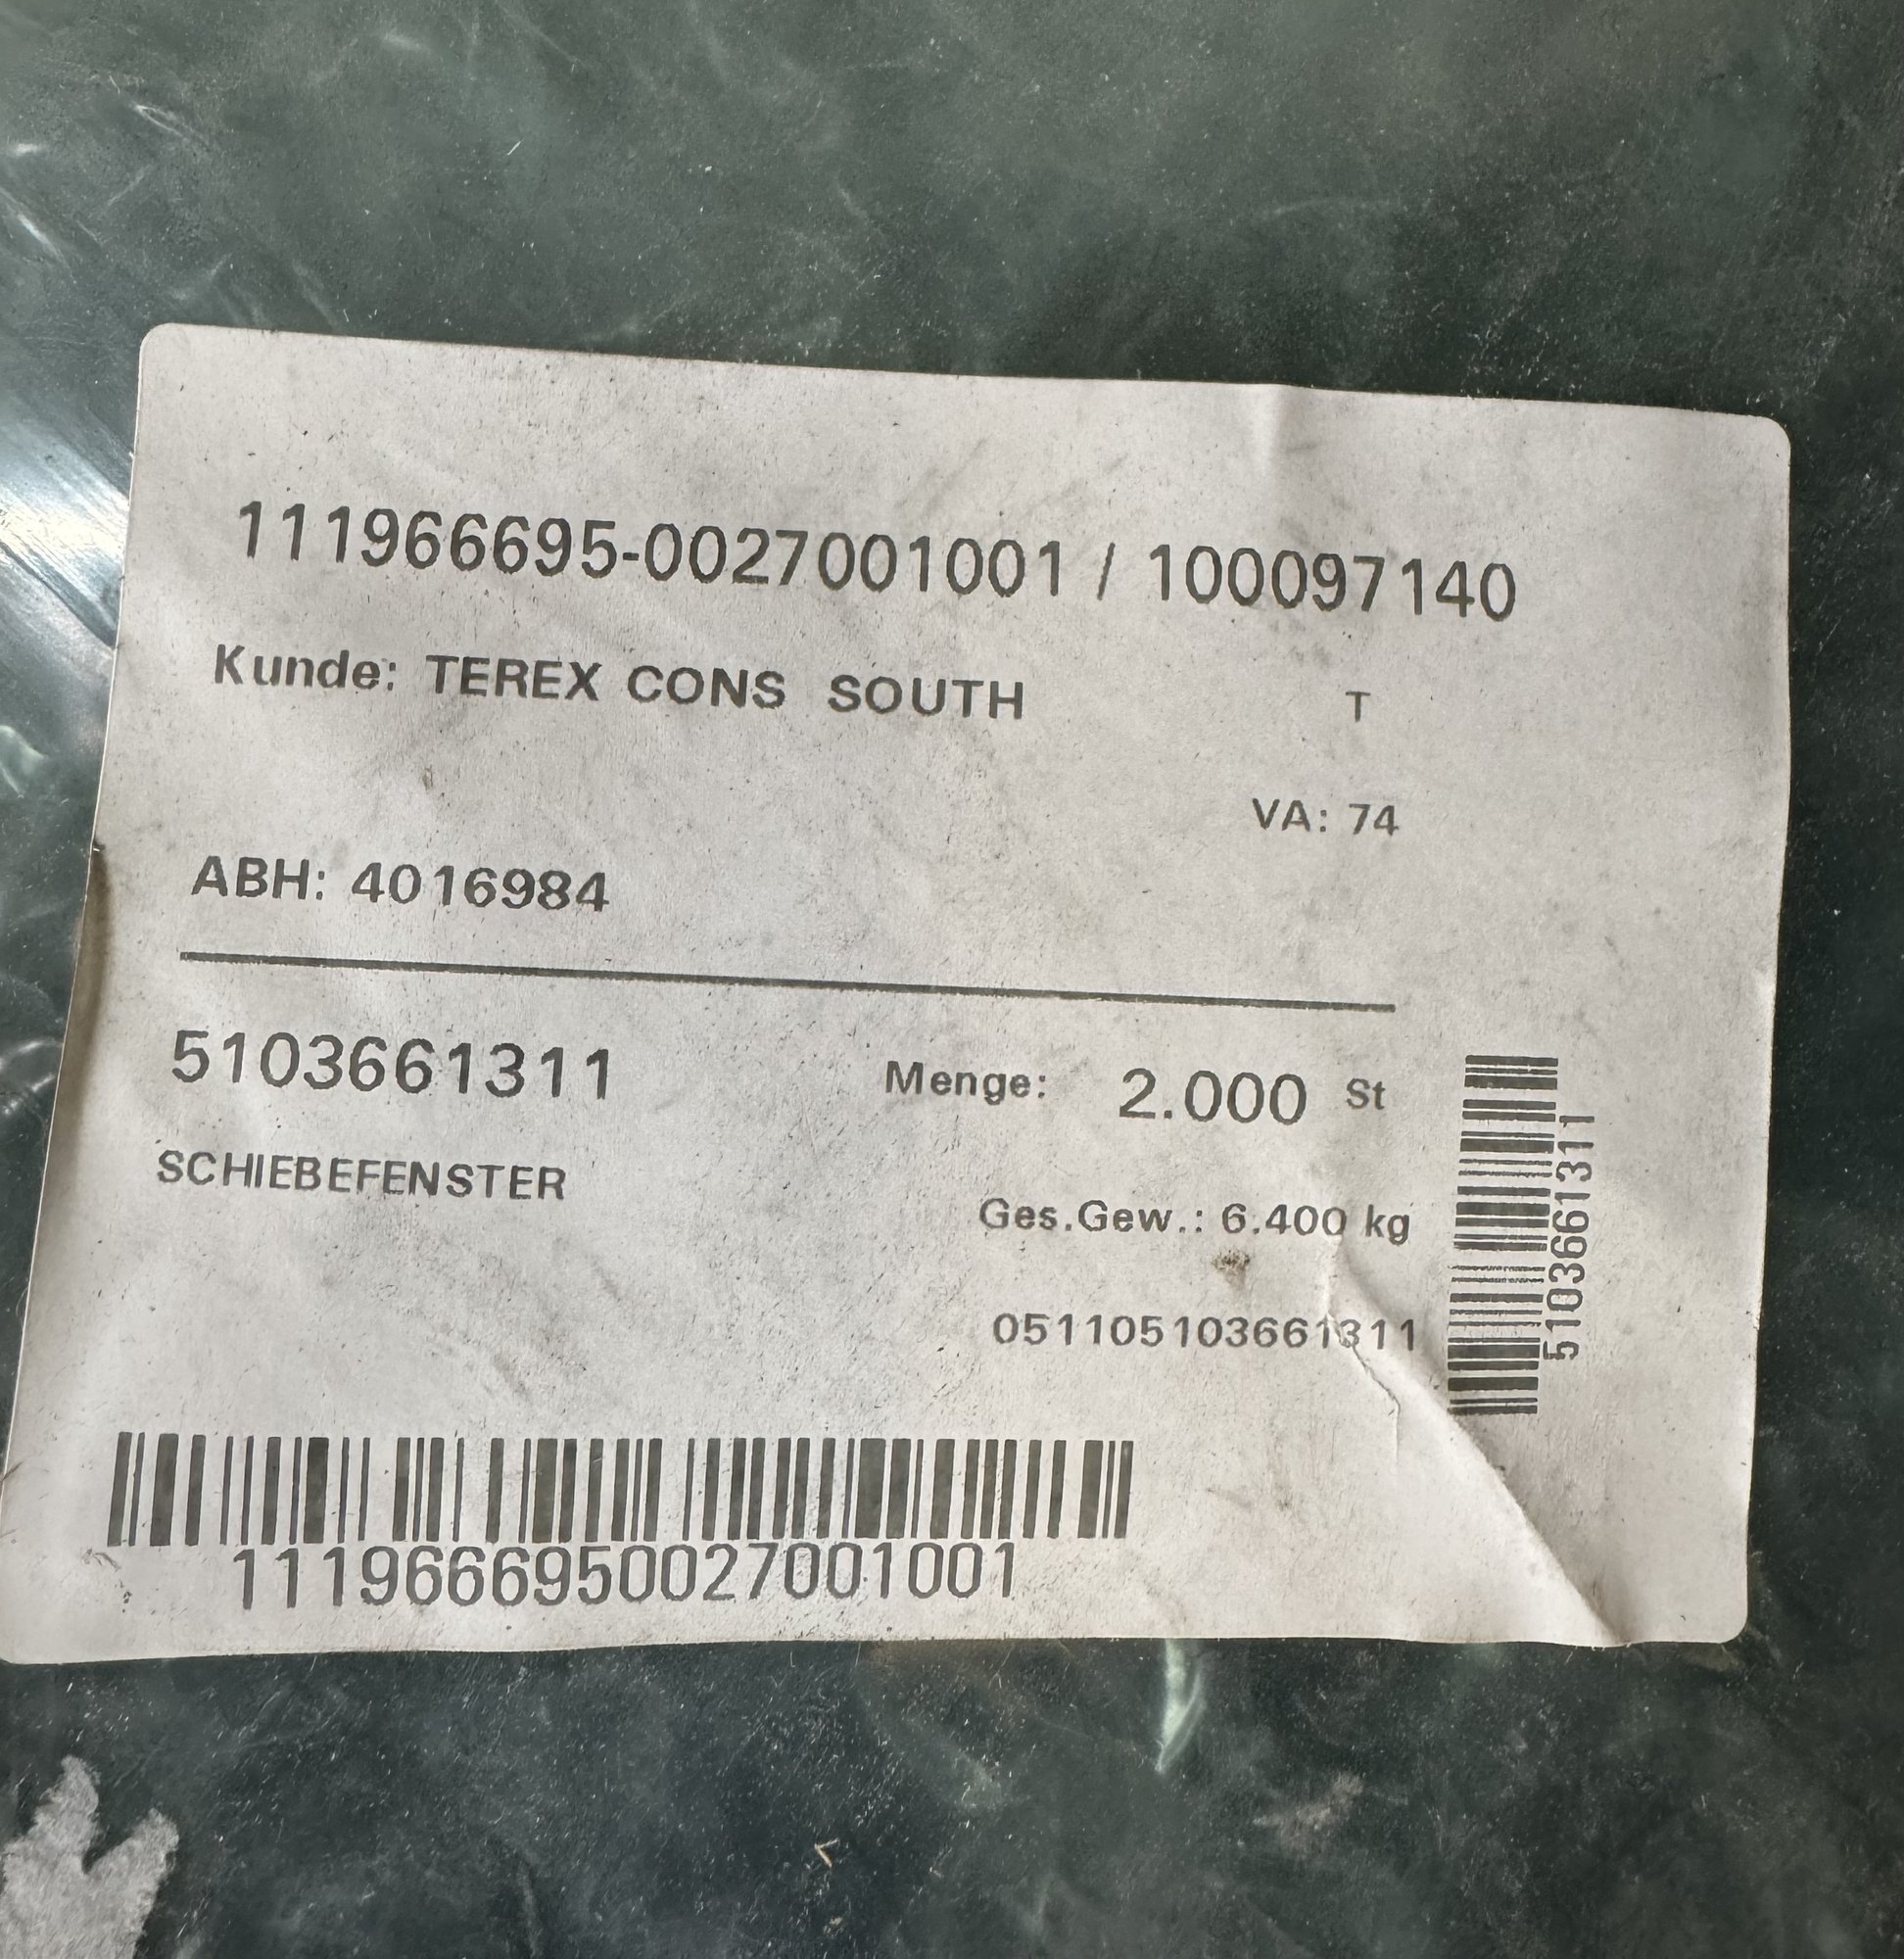 111966695-0027001001 / 100097140
Kunde: TEREX CONS SOUTH T
VA: 74
ABH: 4016984
5103661311 Menge: 2.000 St
SCHIEBEFENSTER
Ges.Gew.: 6.400 kg
051105103661311
5103661311
1119666950027001001